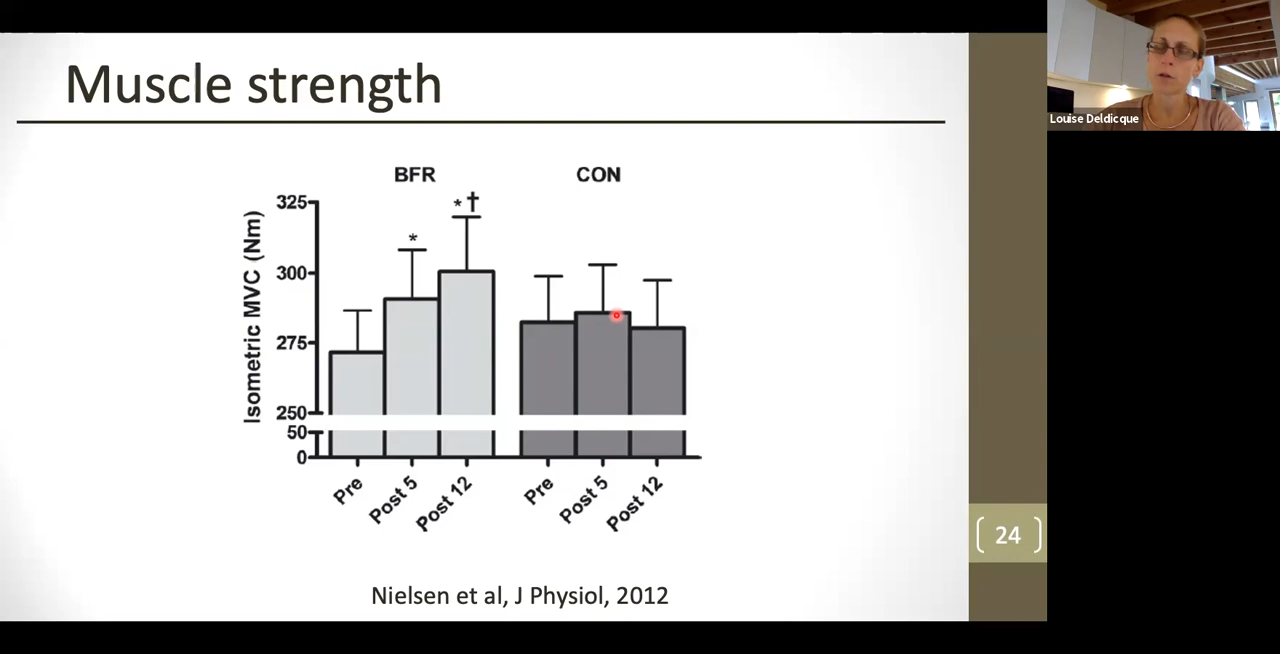 Muscle strength
BFR
CON
Isometric MVC (Nm)
325
300
275
250
50
0
*
*†
Pre
Post 5
Post 12
Pre
Post 5
Post 12
Nielsen et al, J Physiol, 2012
24
Louise Deldicque